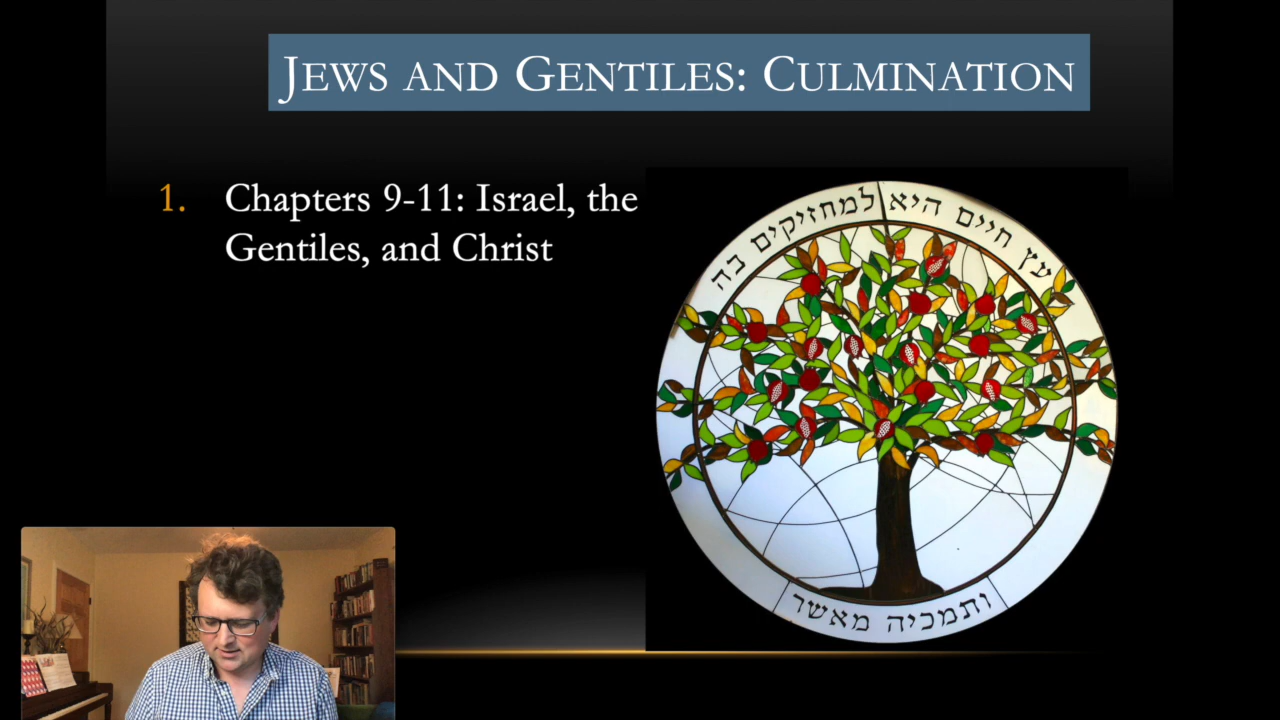 JEWS AND GENTILES: CULMINATION
1. Chapters 9-11: Israel, the
Gentiles, and Christ
עץ חיים היא למחזיקים בה
ותמכיה מאשר